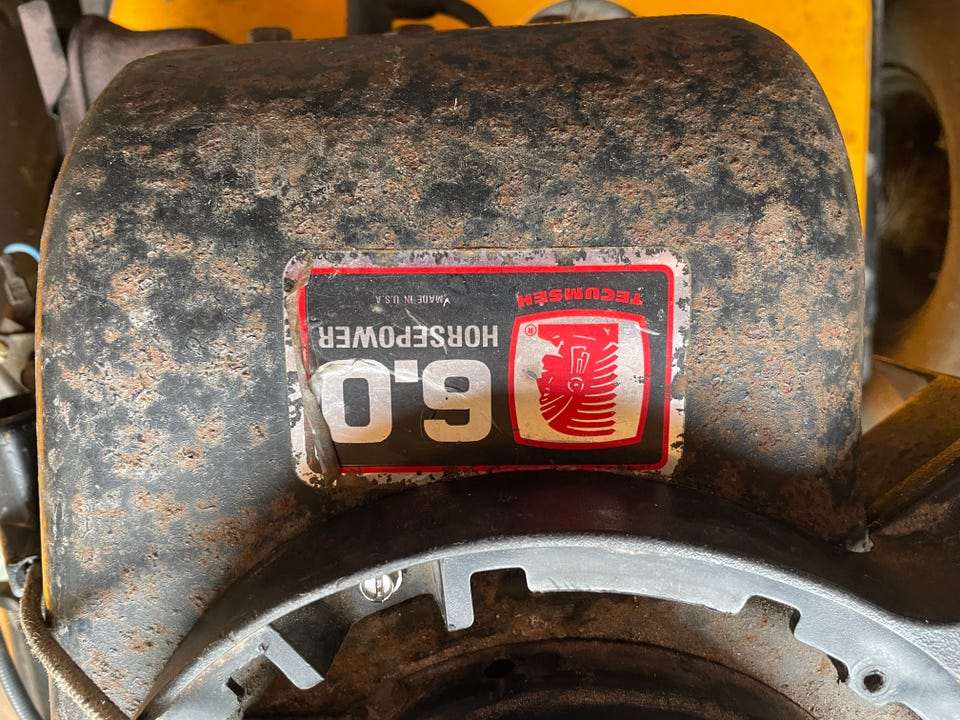 TECUMSEH
®
6.0
HORSEPOWER
MADE IN U.S.A.